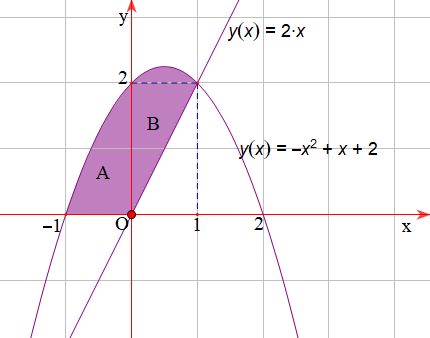 y
y(x) = 2·x
2
B
y(x) = –x² + x + 2
A
–1
O
1
2
x